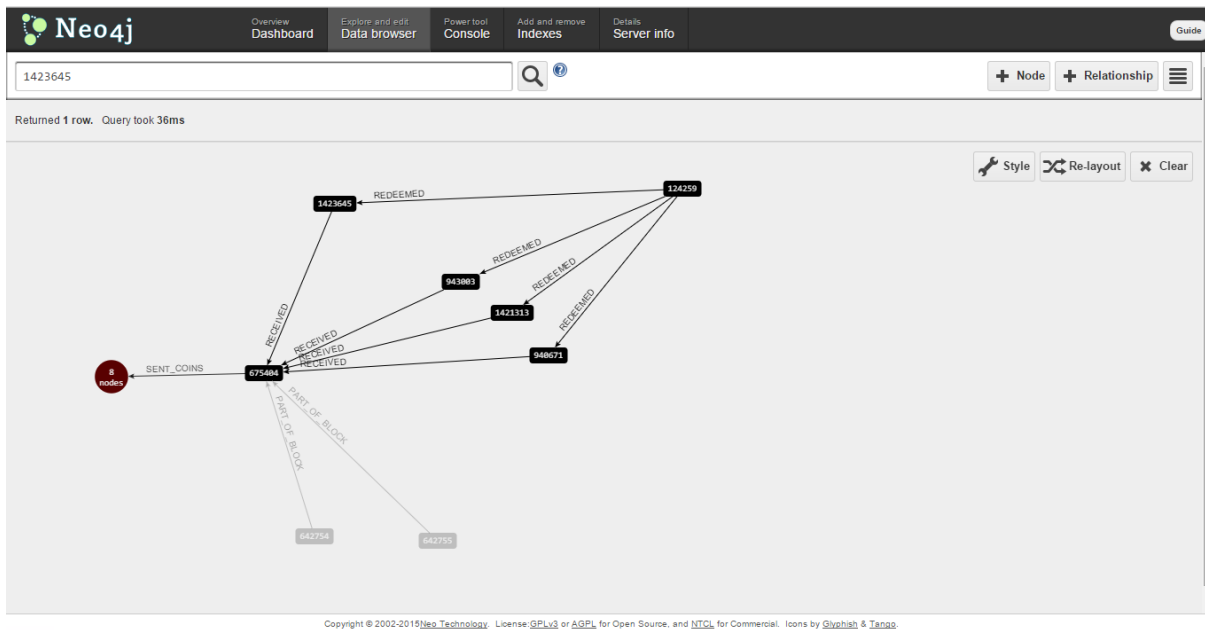 Neo4j
Overview
Dashboard
Explore and edit
Data browser
Power tool
Console
Add and remove
Indexes
Details
Server info
Guide
1423645
Node
Relationship
Returned 1 row. Query took 36ms
Style
Re-layout
Clear
124259
REDEEMED
1423645
REDEEMED
943003
REDEEMED
1421313
REDEEMED
940671
RECEIVED
RECEIVED
RECEIVED
RECEIVED
8
nodes
SENT_COINS
675404
PART_OF_BLOCK
PART_OF_BLOCK
642754
642755
Copyright © 2002-2015Neo Technology. License:GPLv3 or AGPL for Open Source, and NTCL for Commercial. Icons by Glyphish & Tango.